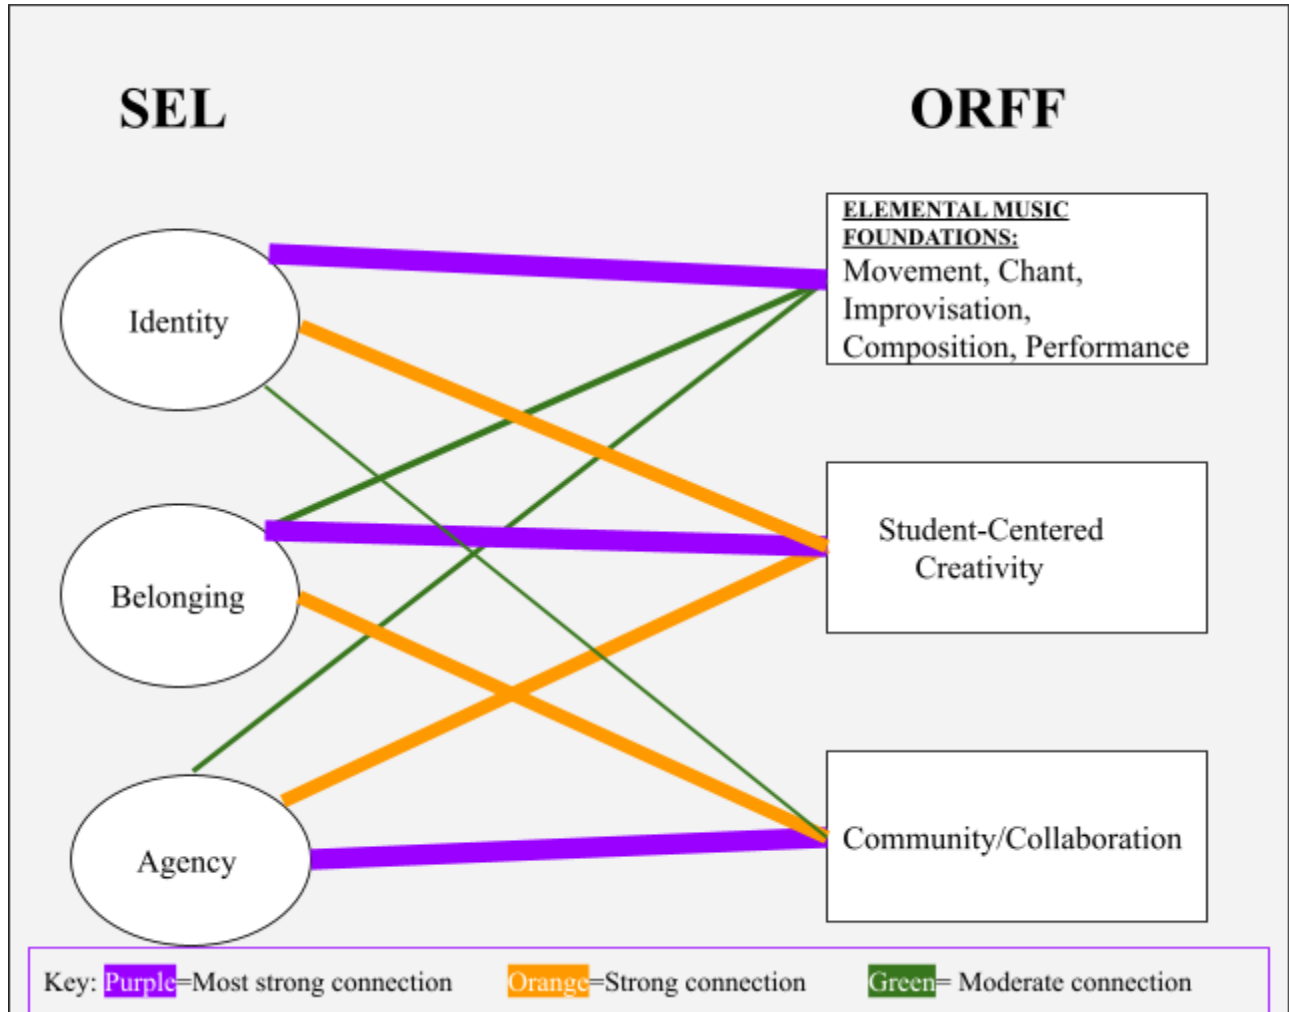 SEL
ORFF
Identity
Belonging
Agency
ELEMENTAL MUSIC
FOUNDATIONS:
Movement, Chant,
Improvisation,
Composition, Performance
Student-Centered
Creativity
Community/Collaboration
Key: Purple=Most strong connection Orange=Strong connection Green= Moderate connection